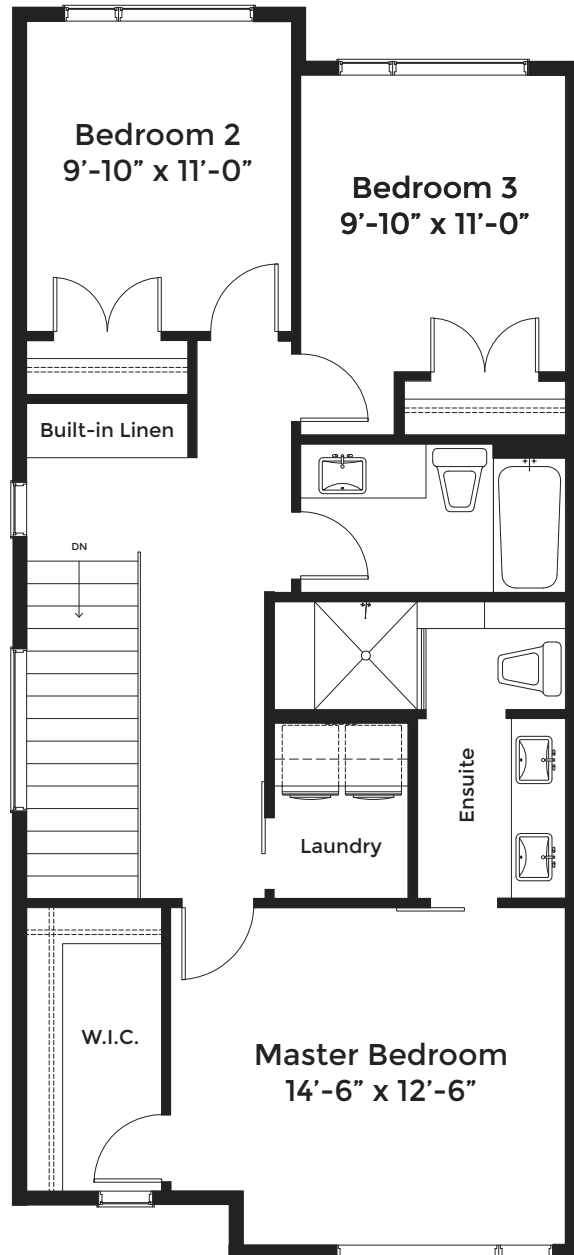 Bedroom 2
9’-10” x 11’-0”
Bedroom 3
9’-10” x 11’-0”
Built-in Linen
DN
Ensuite
Laundry
W.I.C.
Master Bedroom
14’-6” x 12’-6”